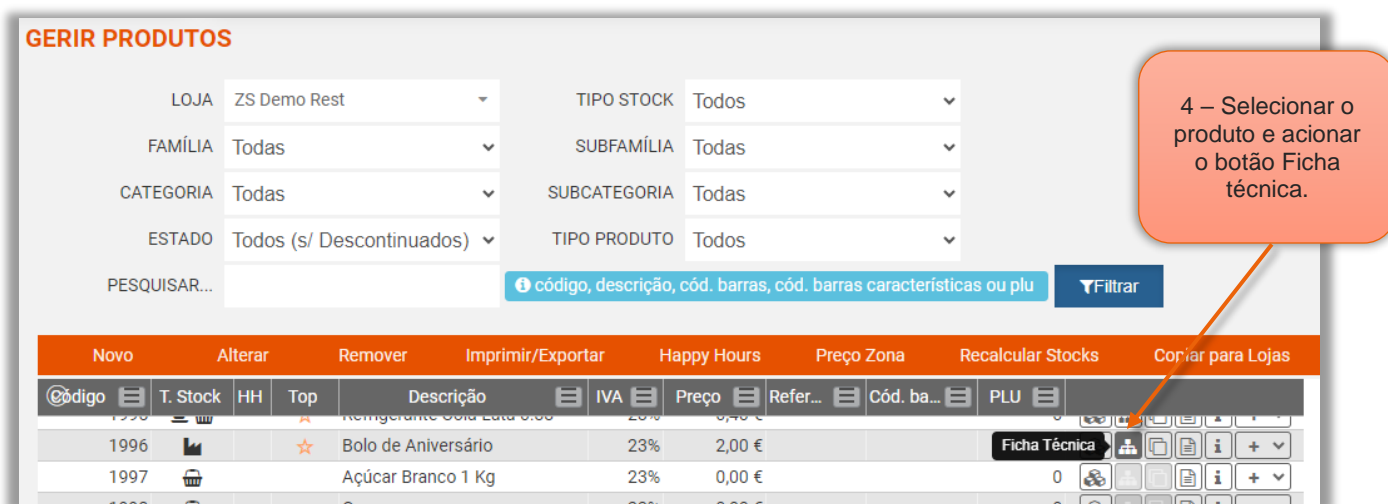 GERIR PRODUTOS
LOJA ZS Demo Rest TIPO STOCK Todos
FAMÍLIA Todas SUBFAMÍLIA Todas
CATEGORIA Todas SUBCATEGORIA Todas
ESTADO Todos (s/ Descontinuados) TIPO PRODUTO Todos
PESQUISAR... código, descrição, cód. barras, cód. barras características ou plu Filtrar
4 – Selecionar o
produto e acionar
o botão Ficha
técnica.
Novo Alterar Remover Imprimir/Exportar Happy Hours Preço Zona Recalcular Stocks Copiar para Lojas
Código T. Stock HH Top Descrição IVA Preço Refer... Cód. ba... PLU
1996 Bolo de Aniversário 23% 2,00 € Ficha Técnica
1997 Açúcar Branco 1 Kg 23% 0,00 € 0